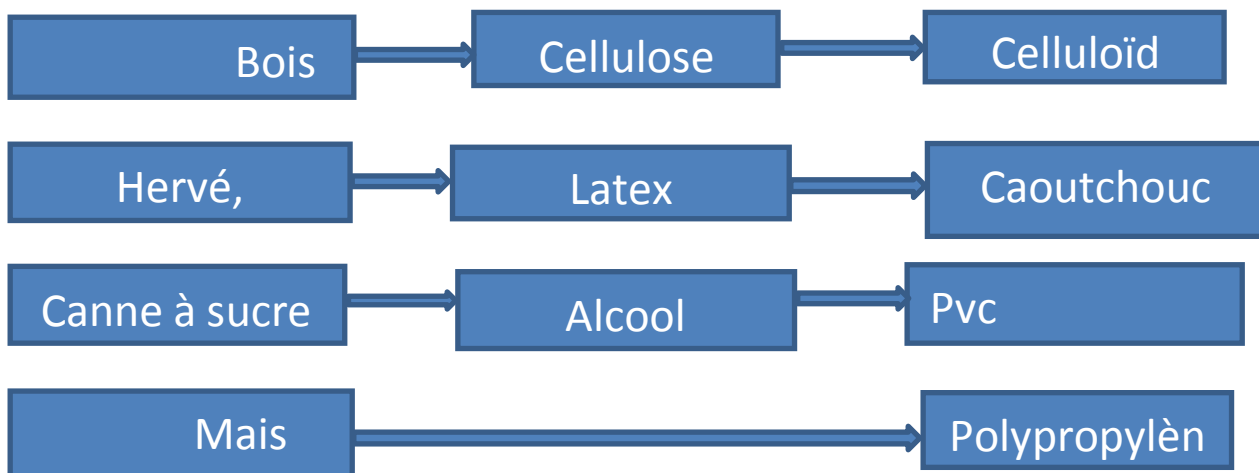 Bois
Cellulose
Celluloïd
Hervé,
Latex
Caoutchouc
Canne à sucre
Alcool
Pvc
Mais
Polypropylèn